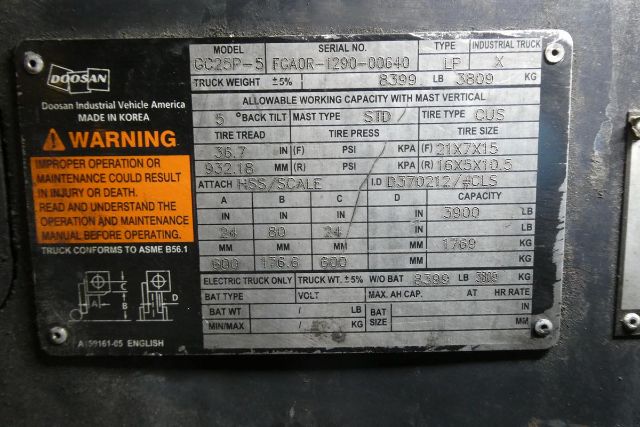 DOOSAN
Doosan Industrial Vehicle America
MADE IN KOREA
WARNING
IMPROPER OPERATION OR
MAINTENANCE COULD RESULT
IN INJURY OR DEATH.
READ AND UNDERSTAND THE
OPERATION AND MAINTENANCE
MANUAL BEFORE OPERATING.
TRUCK CONFORMS TO ASME B56.1
A C B D
A159161-05 ENGLISH
MODEL SERIAL NO. TYPE INDUSTRIAL TRUCK
GC25P-5 FGA0R-1290-00640 LP X
TRUCK WEIGHT ±5% 8399 LB 3809 KG
ALLOWABLE WORKING CAPACITY WITH MAST VERTICAL
5 °BACK TILT MAST TYPE STD TIRE TYPE CUS
TIRE TREAD TIRE PRESS TIRE SIZE
36.7 IN (F) PSI KPA (F) 21X7X15
932.18 MM (R) PSI KPA (R) 16X5X10.5
ATTACH HSS/SCALE I.D D370212/#CLS
A B C D CAPACITY
IN IN IN 3900 LB
24 80 24
MM MM MM MM 1769 KG
600 600
ELECTRIC TRUCK ONLY TRUCK WT. ±5% W/O BAT 8399 LB 3809 KG
BAT TYPE VOLT MAX. AH CAP. AT HR RATE
BAT WT / LB BAT SIZE IN
MIN/MAX / KG MM